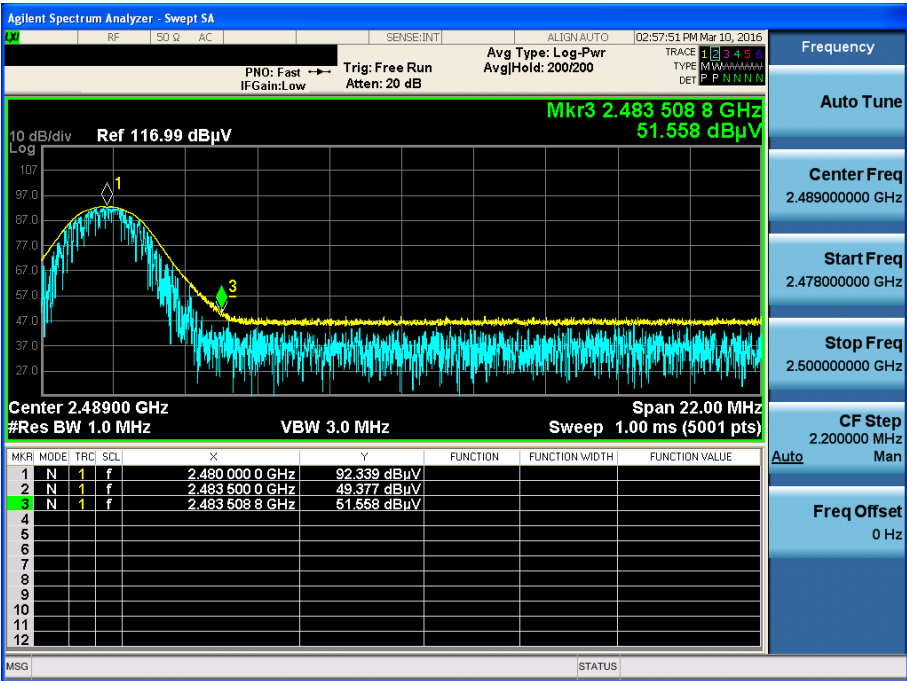 Agilent Spectrum Analyzer - Swept SA
LXI RF 50 Ω AC SENSE:INT ALIGN AUTO 02:57:51 PM Mar 10, 2016
PNO: Fast Trig: Free Run Avg Type: Log-Pwr TRACE 1 2 3 4 5 6
IFGain:Low Atten: 20 dB Avg|Hold: 200/200 TYPE M W
DET P P N N N N
Mkr3 2.483 508 8 GHz
51.558 dBµV
10 dB/div Ref 116.99 dBµV
Log
107
97.0
87.0
77.0
67.0
57.0
47.0
37.0
27.0
1
3
Center 2.48900 GHz Span 22.00 MHz
#Res BW 1.0 MHz VBW 3.0 MHz Sweep 1.00 ms (5001 pts)
MKR MODE TRC SCL X Y FUNCTION FUNCTION WIDTH FUNCTION VALUE
1 N 1 f 2.480 000 0 GHz 92.339 dBµV
2 N 1 f 2.483 500 0 GHz 49.377 dBµV
3 N 1 f 2.483 508 8 GHz 51.558 dBµV
4
5
6
7
8
9
10
11
12
MSG STATUS
Frequency
Auto Tune
Center Freq
2.489000000 GHz
Start Freq
2.478000000 GHz
Stop Freq
2.500000000 GHz
CF Step
2.200000 MHz
Auto Man
Freq Offset
0 Hz